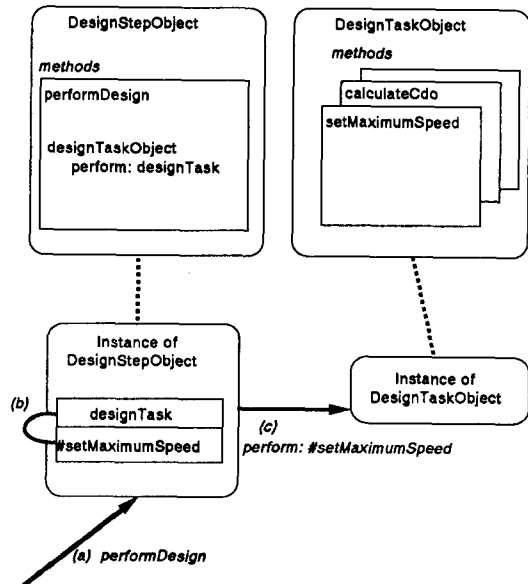 DesignStepObject
methods
performDesign
designTaskObject
perform: designTask
DesignTaskObject
methods
calculateCdo
setMaximumSpeed
Instance of
DesignStepObject
(b)
designTask
#setMaximumSpeed
(c)
perform: #setMaximumSpeed
Instance of
DesignTaskObject
(a) performDesign